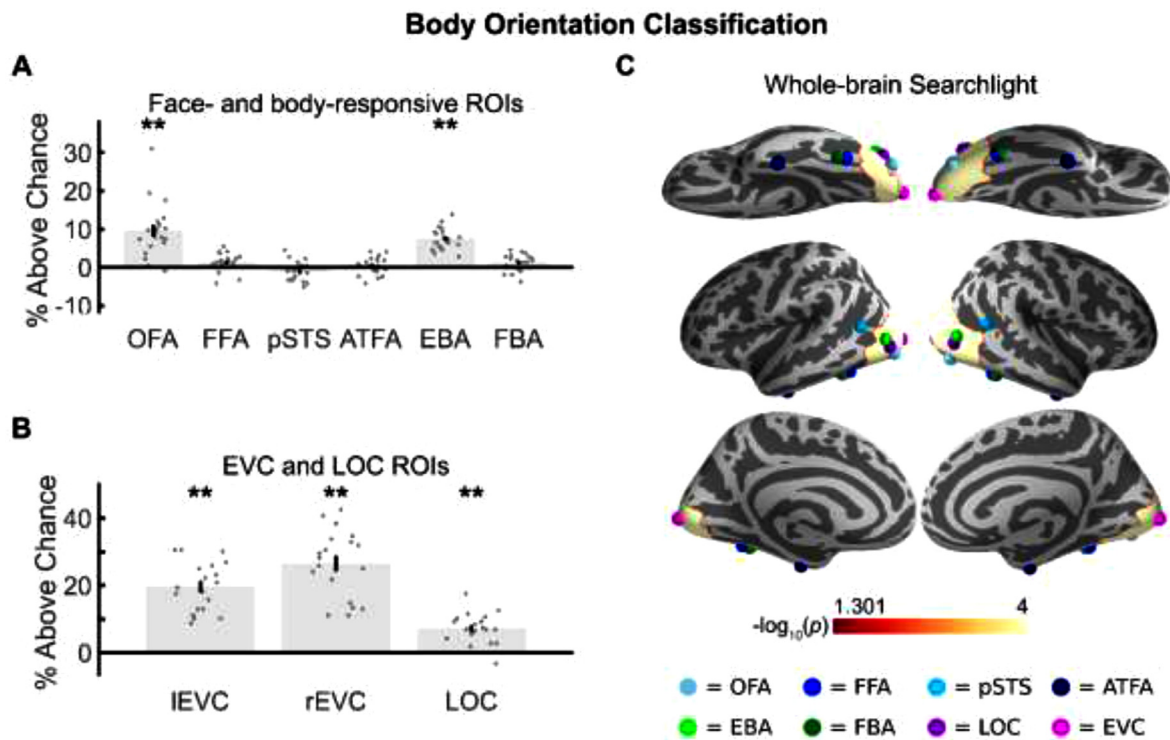 Body Orientation Classification
A
Face- and body-responsive ROIs
** **
% Above Chance
30
20
10
0
-10
OFA FFA pSTS ATFA EBA FBA
B
EVC and LOC ROIs
** ** **
% Above Chance
40
20
0
lEVC rEVC LOC
C
Whole-brain Searchlight
1.301 4
-log10(p)
= OFA = FFA = pSTS = ATFA
= EBA = FBA = LOC = EVC